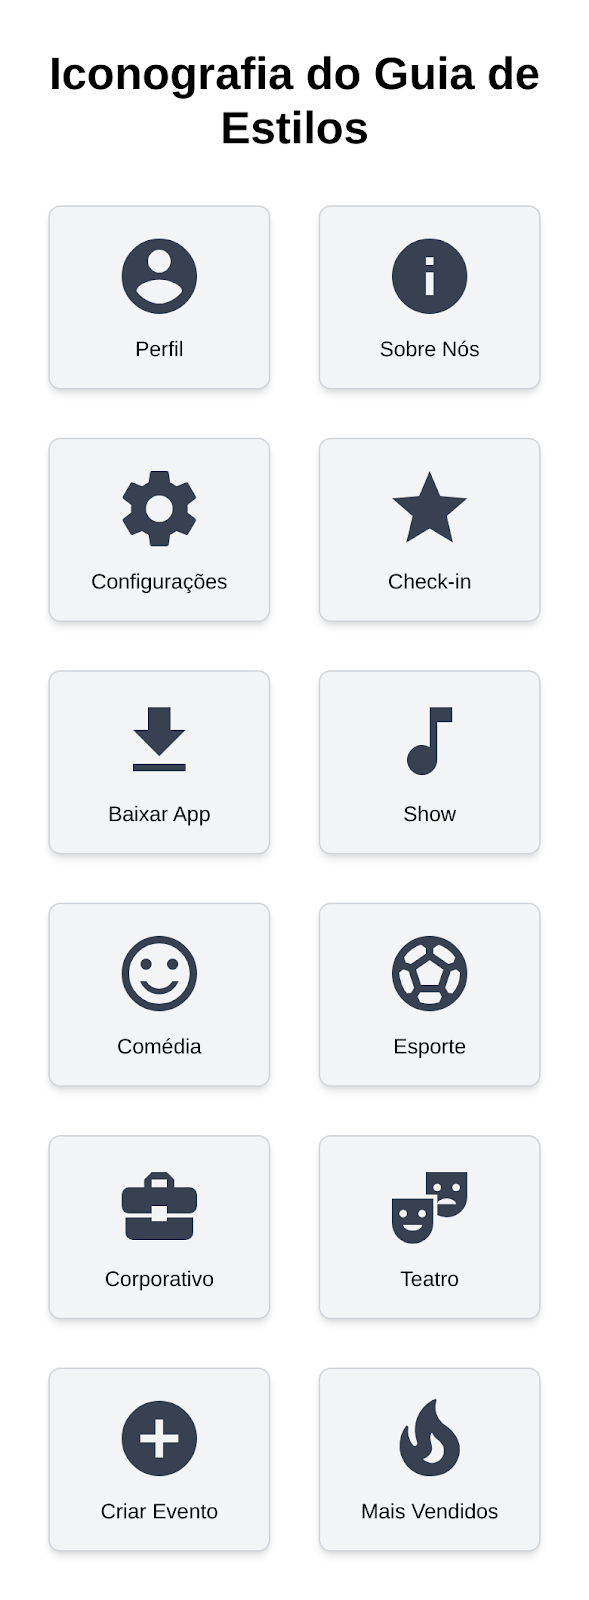 Iconografia do Guia de
Estilos
Perfil
Sobre Nós
Configurações
Check-in
Baixar App
Show
Comédia
Esporte
Corporativo
Teatro
Criar Evento
Mais Vendidos